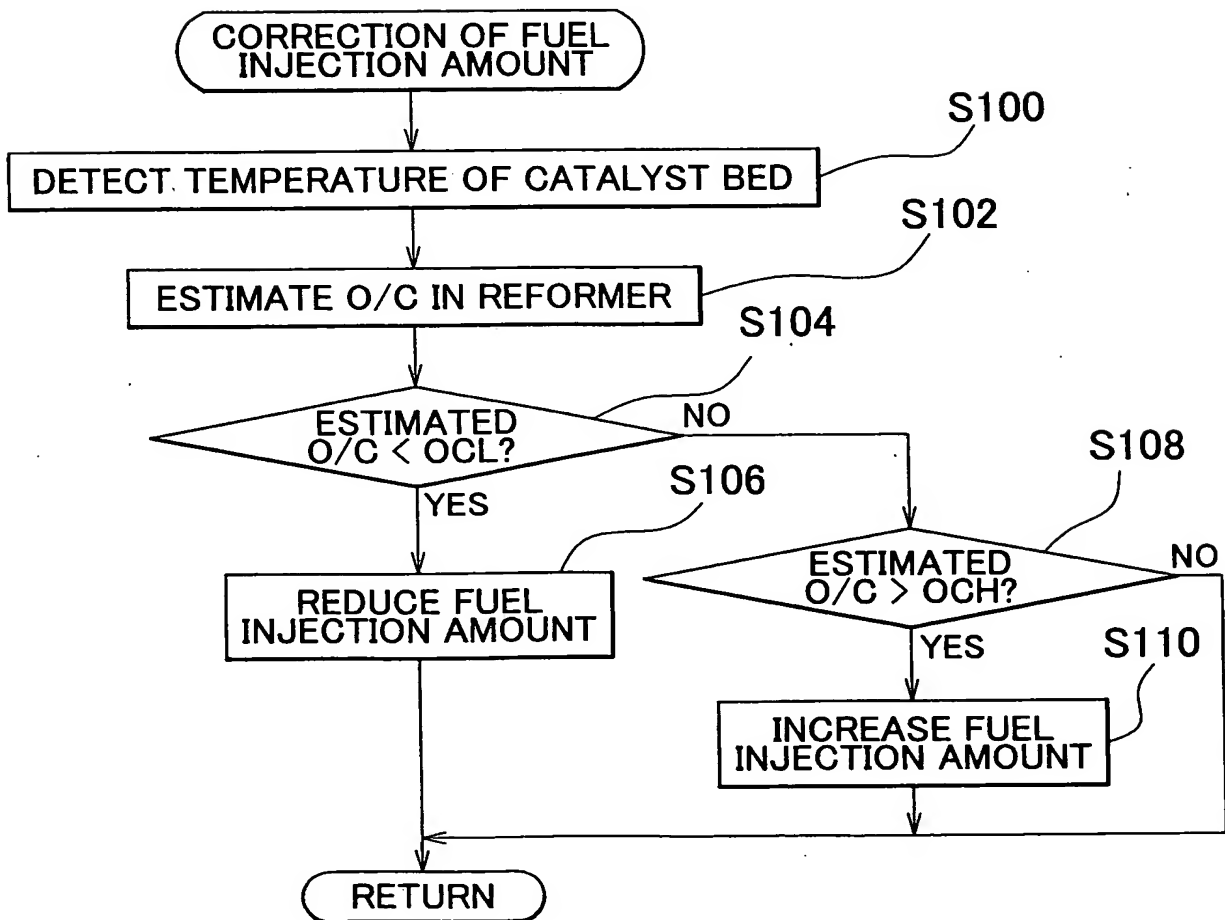 CORRECTION OF FUEL
INJECTION AMOUNT
S100
DETECT TEMPERATURE OF CATALYST BED
S102
ESTIMATE O/C IN REFORMER
S104
ESTIMATED
O/C < OCL?
NO
YES
S106
REDUCE FUEL
INJECTION AMOUNT
S108
ESTIMATED
O/C > OCH?
NO
YES
S110
INCREASE FUEL
INJECTION AMOUNT
RETURN